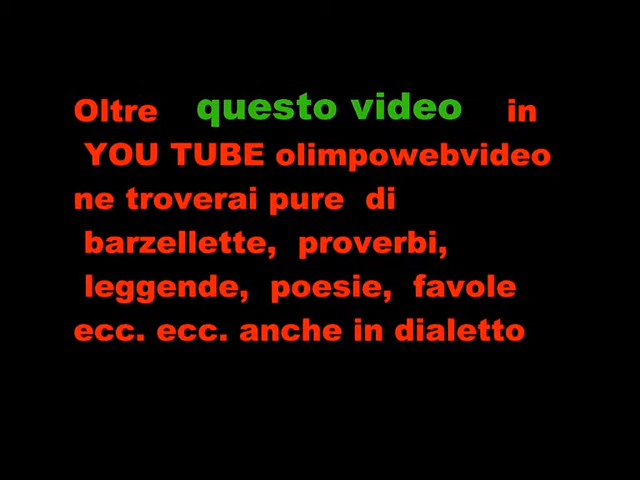 Oltre questo video in
YOU TUBE olimpowebvideo
ne troverai pure di
barzellette, proverbi,
leggende, poesie, favole
ecc. ecc. anche in dialetto